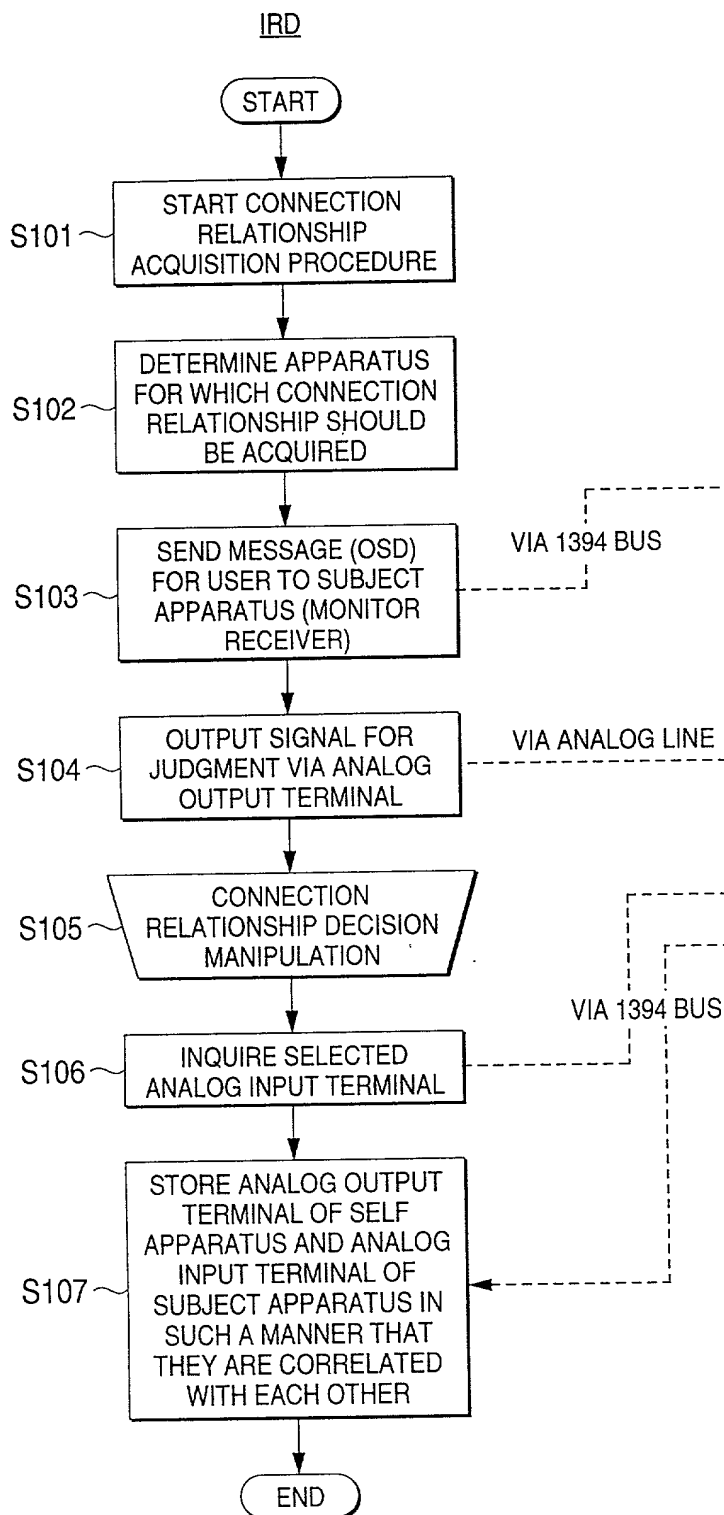 IRD
START
S101
START CONNECTION
RELATIONSHIP
ACQUISITION PROCEDURE
S102
DETERMINE APPARATUS
FOR WHICH CONNECTION
RELATIONSHIP SHOULD
BE ACQUIRED
S103
SEND MESSAGE (OSD)
FOR USER TO SUBJECT
APPARATUS (MONITOR
RECEIVER)
VIA 1394 BUS
S104
OUTPUT SIGNAL FOR
JUDGMENT VIA ANALOG
OUTPUT TERMINAL
VIA ANALOG LINE
S105
CONNECTION
RELATIONSHIP DECISION
MANIPULATION
S106
INQUIRE SELECTED
ANALOG INPUT TERMINAL
VIA 1394 BUS
S107
STORE ANALOG OUTPUT
TERMINAL OF SELF
APPARATUS AND ANALOG
INPUT TERMINAL OF
SUBJECT APPARATUS IN
SUCH A MANNER THAT
THEY ARE CORRELATED
WITH EACH OTHER
END